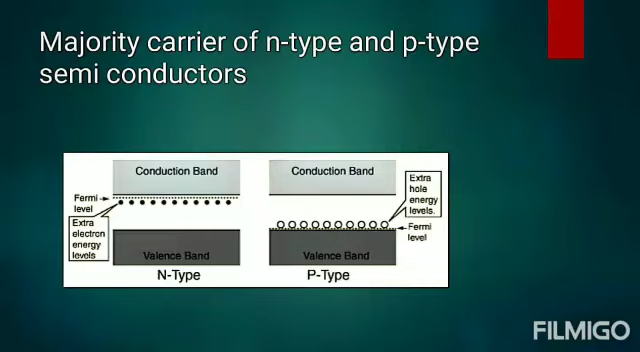 Majority carrier of n-type and p-type
semi conductors
Conduction Band
Fermi
level
Extra
electron
energy
levels
Valence Band
N-Type
Conduction Band
Extra
hole
energy
levels.
Fermi
level
Valence Band
P-Type
FILMIGO